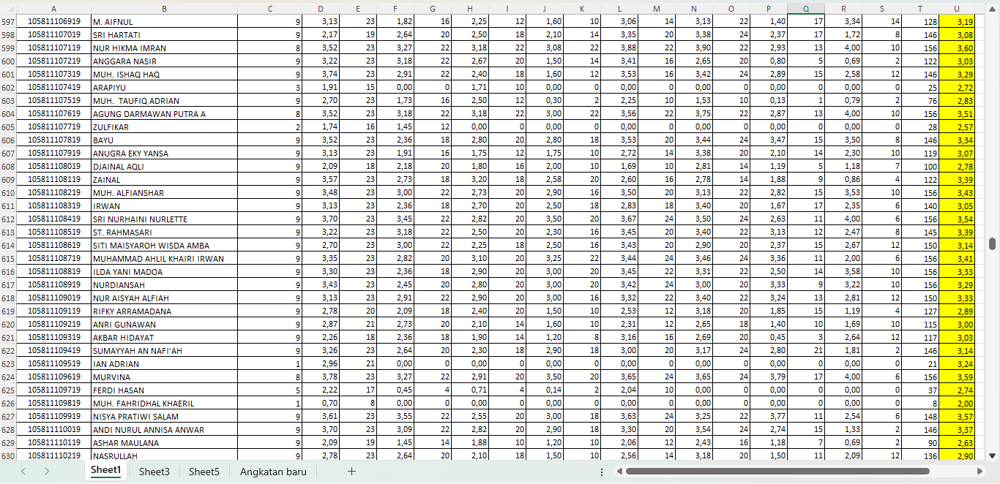 A B C D E F G H I J K L M N O P Q R S T U
597 105811106919 M. AIFNUL 9 3,13 23 1,82 16 2,25 12 1,60 10 3,06 14 3,13 22 1,40 17 3,34 14 128 3,19
598 105811107019 SRI HARTATI 9 2,17 19 2,64 20 2,50 18 2,10 14 3,35 20 3,38 24 2,37 17 1,72 8 146 3,08
599 105811107119 NUR HIKMA IMRAN 8 3,52 23 3,27 22 3,18 22 3,08 22 3,88 22 3,90 22 2,93 13 4,00 10 156 3,60
600 105811107219 ANGGARA NASIR 9 3,22 23 3,18 22 2,67 20 1,50 14 3,41 16 2,65 20 0,80 5 0,69 2 122 3,03
601 105811107319 MUH. ISHAQ HAQ 9 3,74 23 2,91 22 2,40 18 1,60 12 3,53 16 3,42 24 2,89 15 2,58 12 146 3,29
602 105811107419 ARAPIYU 3 1,91 15 0,00 0 1,71 10 0,00 0 0,00 0 0,00 0 0,00 0 0,00 0 25 2,72
603 105811107519 MUH.  TAUFIQ ADRIAN 9 2,70 23 1,73 16 2,50 12 0,30 2 2,25 10 1,53 10 0,13 1 0,79 2 76 2,83
604 105811107619 AGUNG DARMAWAN PUTRA A 8 3,52 23 3,18 22 3,18 22 3,00 22 3,56 22 3,75 22 2,87 13 4,00 10 156 3,51
605 105811107719 ZULFIKAR 2 1,74 16 1,45 12 0,00 0 0,00 0 0,00 0 0,00 0 0,00 0 0,00 0 28 2,57
606 105811107819 BAYU 9 3,52 23 2,36 18 2,80 20 2,80 18 3,53 20 3,44 24 3,47 15 3,50 8 146 3,34
607 105811107919 ANUGRA EKY YANSA 9 3,13 23 1,91 16 1,75 12 1,75 10 2,72 14 3,38 20 2,10 14 2,30 10 119 3,07
608 105811108019 DJAINAL AQLI 9 2,09 18 2,18 20 1,80 16 2,00 10 1,69 10 2,81 14 1,19 5 1,18 7 100 2,78
609 105811108119 ZAINAL 9 3,57 23 2,73 18 3,20 18 2,58 20 2,60 16 2,78 14 1,88 9 0,86 4 122 3,39
610 105811108219 MUH. ALFIANSHAR 9 3,48 23 3,00 22 2,73 20 2,90 16 3,50 20 3,13 22 2,82 15 3,53 10 156 3,43
611 105811108319 IRWAN 9 3,13 23 2,36 18 2,70 20 2,50 18 2,83 18 3,40 20 1,67 17 2,35 6 140 3,05
612 105811108419 SRI NURHAINI NURLETTE 9 3,70 23 3,45 22 2,82 20 3,50 20 3,67 24 3,50 24 2,63 11 4,00 6 156 3,54
613 105811108519 ST. RAHMASARI 9 3,22 23 3,18 22 2,50 20 2,30 16 3,45 20 3,40 22 3,13 12 2,47 8 145 3,39
614 105811108619 SITI MAISYAROH WISDA AMBA 9 2,70 23 3,00 22 2,25 18 2,50 16 3,43 20 2,90 20 2,37 15 2,67 12 150 3,14
615 105811108719 MUHAMMAD AHLIL KHAIRI IRWAN 9 3,35 23 2,82 20 3,10 20 3,25 22 3,44 24 3,46 24 3,36 11 2,00 6 156 3,41
616 105811108819 ILDA YANI MADOA 9 3,30 23 2,36 18 2,90 20 3,00 20 3,45 22 3,31 22 2,50 14 3,58 10 156 3,33
617 105811108919 NURDIANSAH 9 3,43 23 2,45 20 2,80 20 3,00 20 3,42 24 3,00 20 3,33 9 3,22 10 156 3,29
618 105811109019 NUR AISYAH ALFIAH 9 3,13 23 2,91 22 2,90 20 3,00 16 3,32 22 3,40 22 3,24 13 2,81 12 150 3,33
619 105811109119 RIFKY ARRAMADANA 9 2,78 20 2,09 18 2,40 20 1,50 10 2,53 12 3,18 20 1,85 15 1,19 4 127 2,89
620 105811109219 ANRI GUNAWAN 9 2,87 21 2,73 20 2,10 14 1,60 10 2,31 12 2,65 18 1,40 10 1,69 10 115 3,00
621 105811109319 AKBAR HIDAYAT 9 2,26 18 2,36 18 1,90 14 1,20 8 3,16 16 2,69 20 0,45 3 2,64 12 117 3,03
622 105811109419 SUMAYYAH AN NAFI'AH 9 3,26 23 2,64 20 2,30 18 2,90 18 3,00 20 3,17 24 2,80 21 1,81 2 146 3,14
623 105811109519 IAN ADRIAN 1 2,96 21 0,00 0 0,00 0 0,00 0 0,00 0 0,00 0 0,00 0 0,00 0 21 3,24
624 105811109619 MURVINA 8 3,78 23 3,27 22 2,91 20 3,50 20 3,65 24 3,65 24 3,79 17 4,00 6 156 3,59
625 105811109719 FERDI HASAN 5 2,22 17 0,45 4 0,71 4 0,14 2 2,04 10 0,00 0 0,00 0 0,00 0 37 2,74
626 105811109819 MUH. FAHRIDHAL KHAERIL 1 0,70 8 0,00 0 0,00 0 0,00 0 0,00 0 0,00 0 0,00 0 0,00 0 8 2,00
627 105811109919 NISYA PRATIWI SALAM 9 3,61 23 3,55 22 2,55 20 3,00 18 3,63 24 3,25 22 3,77 11 2,54 6 148 3,57
628 105811110019 ANDI NURUL ANNISA ANWAR 9 3,70 23 3,09 22 2,82 20 2,90 18 3,30 20 3,54 24 2,74 15 1,33 2 146 3,37
629 105811110119 ASHAR MAULANA 9 2,09 19 1,45 14 1,88 10 1,20 10 2,06 12 2,43 16 1,18 7 0,69 2 90 2,63
630 105811110219 NASRULLAH 9 2,78 23 2,64 20 2,10 18 1,50 10 2,56 14 3,18 20 1,50 11 2,09 12 136 2,90
Sheet1 Sheet3 Sheet5 Angkatan baru